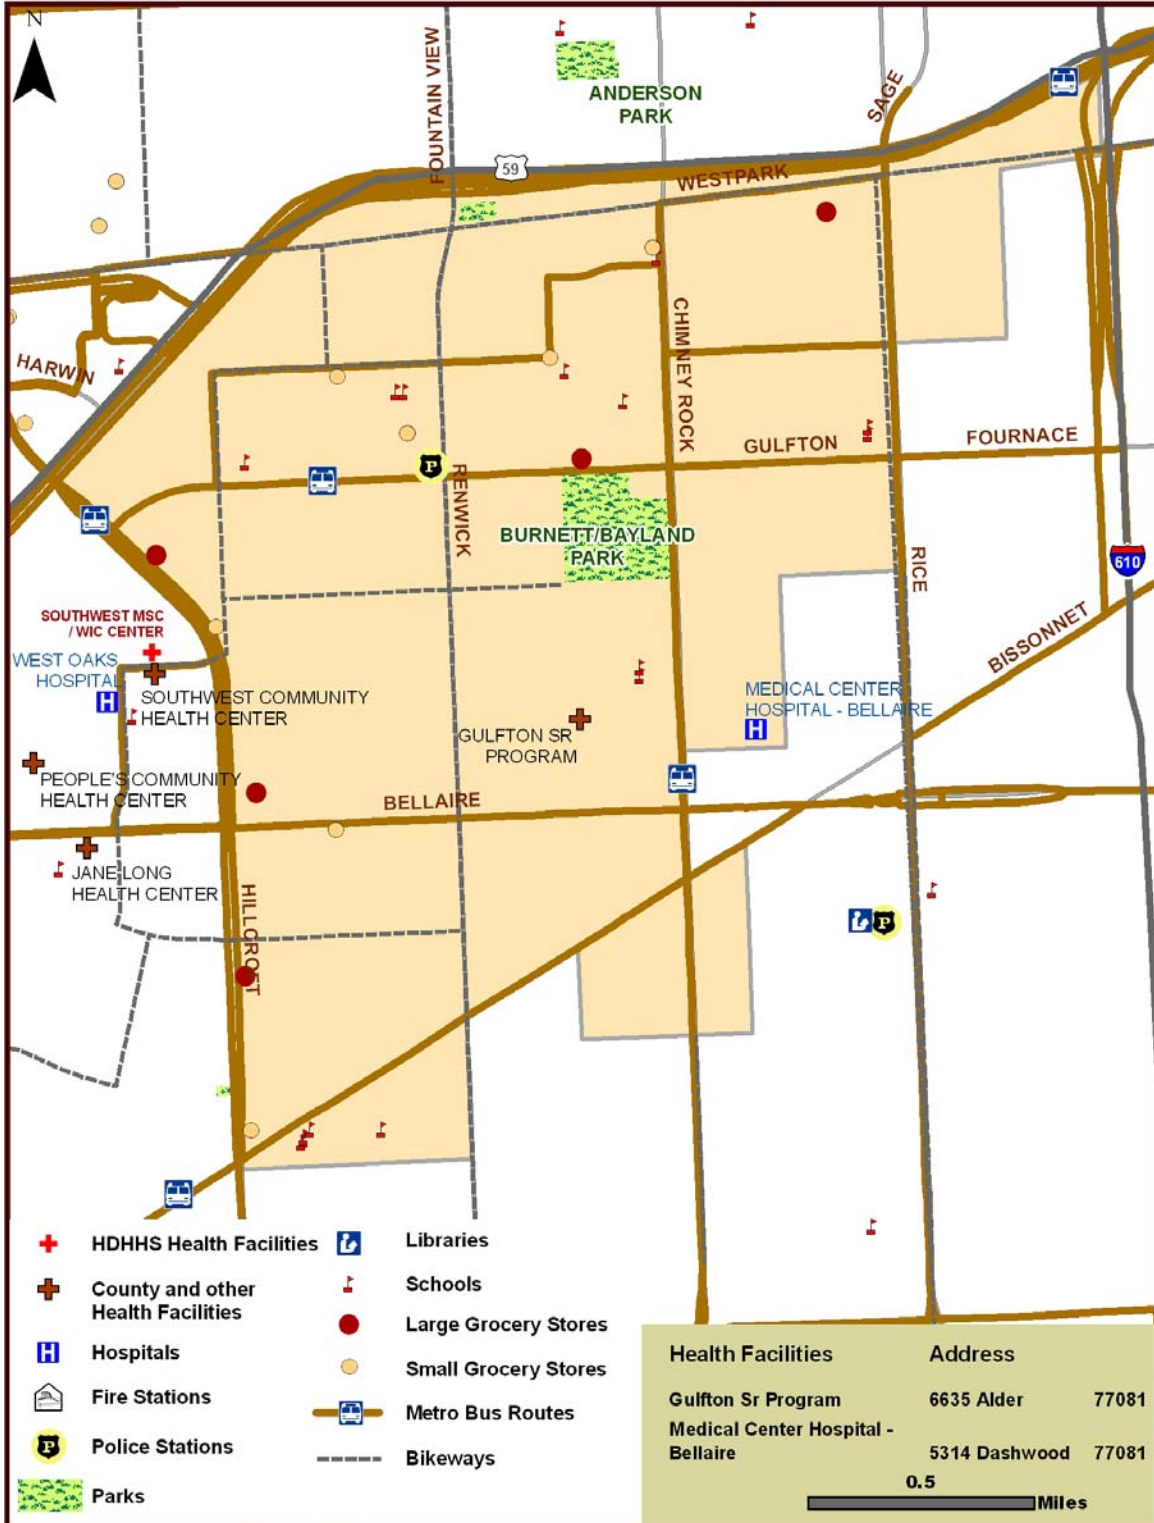 N
FOUNTAIN VIEW
ANDERSON
PARK
SAGE
59
WESTPARK
HARWIN
CHIMNEY ROCK
GULFTON
FOURNACE
P
RENWICK
BURNETT/BAYLAND
PARK
RICE
610
BISSONNET
SOUTHWEST MSC
/ WIC CENTER
WEST OAKS
HOSPITAL
H
SOUTHWEST COMMUNITY
HEALTH CENTER
MEDICAL CENTER
HOSPITAL - BELLAIRE
H
GULFTON SR
PROGRAM
PEOPLE'S COMMUNITY
HEALTH CENTER
BELLAIRE
JANE LONG
HEALTH CENTER
HILLCROFT
P
HDHHS Health Facilities
County and other
Health Facilities
H Hospitals
Fire Stations
P Police Stations
Parks
Libraries
Schools
Large Grocery Stores
Small Grocery Stores
Metro Bus Routes
Bikeways
Health Facilities Address
Gulfton Sr Program 6635 Alder 77081
Medical Center Hospital -
Bellaire 5314 Dashwood 77081
0.5
Miles